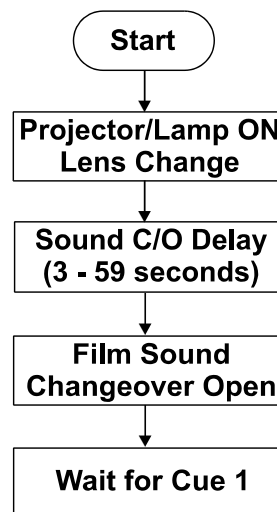 Start
Projector/Lamp ON
Lens Change
Sound C/O Delay
(3 - 59 seconds)
Film Sound
Changeover Open
Wait for Cue 1